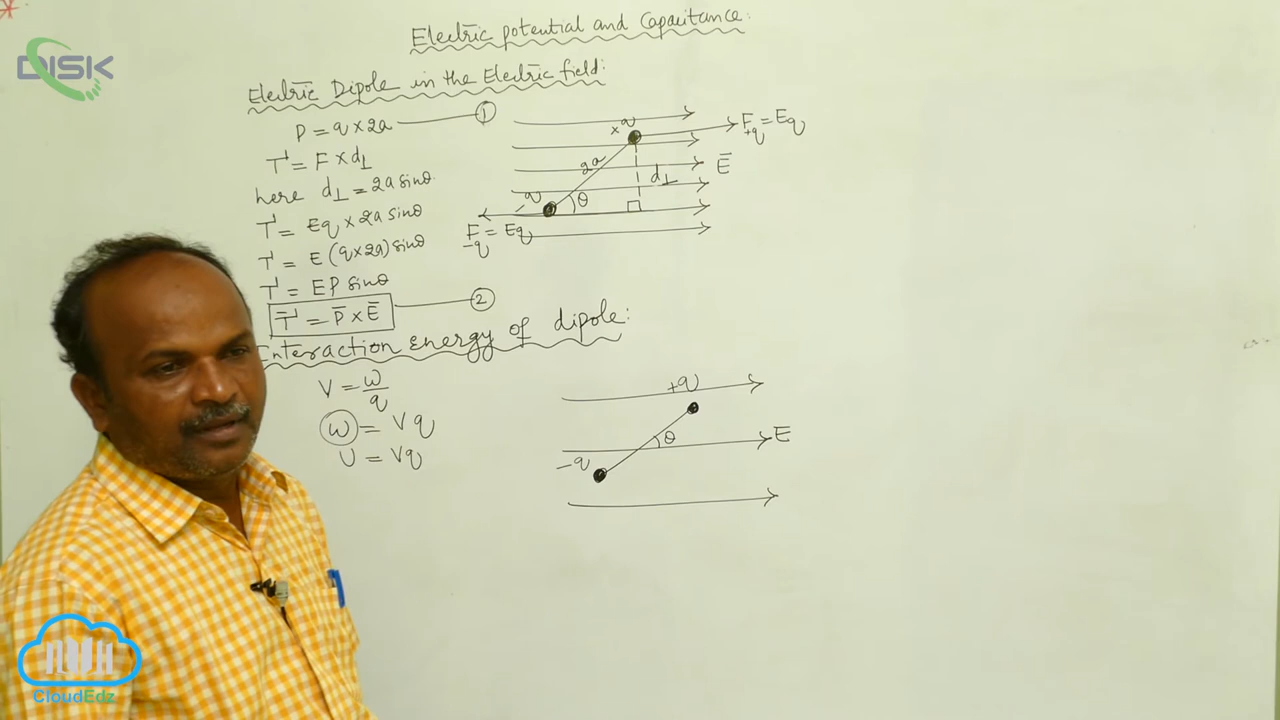 Electric potential and Capacitance:
DISK
Electric Dipole in the Electric field:
P = q × 2a ——— ①
T = F × d⊥
here d⊥ = 2a sinθ
T = Eq × 2a sinθ
T = E (q×2a) sinθ
T = EP sinθ
T̄ = P̄ × Ē ——— ②
+q
F+q = Eq
2a
Ē
d⊥
-q
θ
F-q = Eq
Interaction energy of dipole:
V = w/q
w = Vq
U = Vq
+q
θ
E
-q
CloudEdz